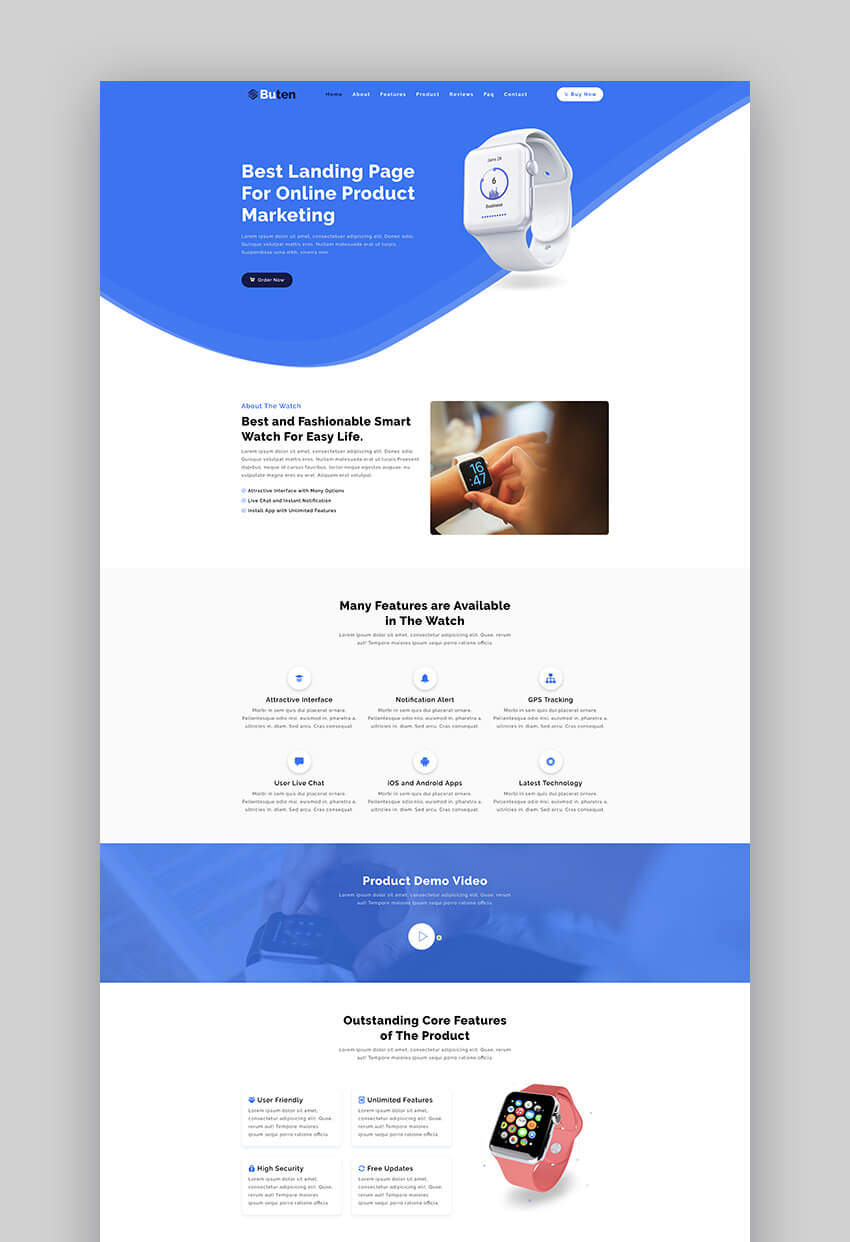 Buten
Home About Features Product Reviews Faq Contact
Buy Now
Best Landing Page
For Online Product
Marketing
Lorem ipsum dolor sit amet, consectetuer adipiscing elit. Donec odio.
Quisque volutpat mattis eros. Nullam malesuada erat ut turpis.
Suspendisse urna nibh, viverra non.
Order Now
Janu 26
6
Business
About The Watch
Best and Fashionable Smart
Watch For Easy Life.
Lorem ipsum dolor sit amet, consectetuer adipiscing elit. Donec odio.
Quisque volutpat mattis eros. Nullam malesuada erat ut turpis.Praesent
dapibus, neque id cursus faucibus, tortor neque egestas auguae, eu
vulputate magna eros eu erat. Aliquam erat volutpat.
Attractive Interface with Many Options
Live Chat and Instant Notification
Install App with Unlimited Features
16
:47
Many Features are Available
in The Watch
Lorem ipsum dolor sit amet, consectetur adipisicing elit. Quae, rerum
aut! Tempore maiores ipsum sequi porro ratione officia.
Attractive Interface
Morbi in sem quis dui placerat ornare.
Pellentesque odio nisi, euismod in, pharetra a,
ultricies in, diam. Sed arcu. Cras consequat.
Notification Alert
Morbi in sem quis dui placerat ornare.
Pellentesque odio nisi, euismod in, pharetra a,
ultricies in, diam. Sed arcu. Cras consequat.
GPS Tracking
Morbi in sem quis dui placerat ornare.
Pellentesque odio nisi, euismod in, pharetra a,
ultricies in, diam. Sed arcu. Cras consequat.
User Live Chat
Morbi in sem quis dui placerat ornare.
Pellentesque odio nisi, euismod in, pharetra a,
ultricies in, diam. Sed arcu. Cras consequat.
iOS and Android Apps
Morbi in sem quis dui placerat ornare.
Pellentesque odio nisi, euismod in, pharetra a,
ultricies in, diam. Sed arcu. Cras consequat.
Latest Technology
Morbi in sem quis dui placerat ornare.
Pellentesque odio nisi, euismod in, pharetra a,
ultricies in, diam. Sed arcu. Cras consequat.
Product Demo Video
Lorem ipsum dolor sit amet, consectetur adipisicing elit. Quae, rerum
aut! Tempore maiores ipsum sequi porro ratione officia.
Outstanding Core Features
of The Product
Lorem ipsum dolor sit amet, consectetur adipisicing elit. Quae, rerum
aut! Tempore maiores ipsum sequi porro ratione officia.
User Friendly
Lorem ipsum dolor sit amet,
consectetur adipisicing elit. Quae,
rerum aut! Tempore maiores
ipsum sequi porro ratione officia.
Unlimited Features
Lorem ipsum dolor sit amet,
consectetur adipisicing elit. Quae,
rerum aut! Tempore maiores
ipsum sequi porro ratione officia.
High Security
Lorem ipsum dolor sit amet,
consectetur adipisicing elit. Quae,
rerum aut! Tempore maiores
ipsum sequi porro ratione officia.
Free Updates
Lorem ipsum dolor sit amet,
consectetur adipisicing elit. Quae,
rerum aut! Tempore maiores
ipsum sequi porro ratione officia.